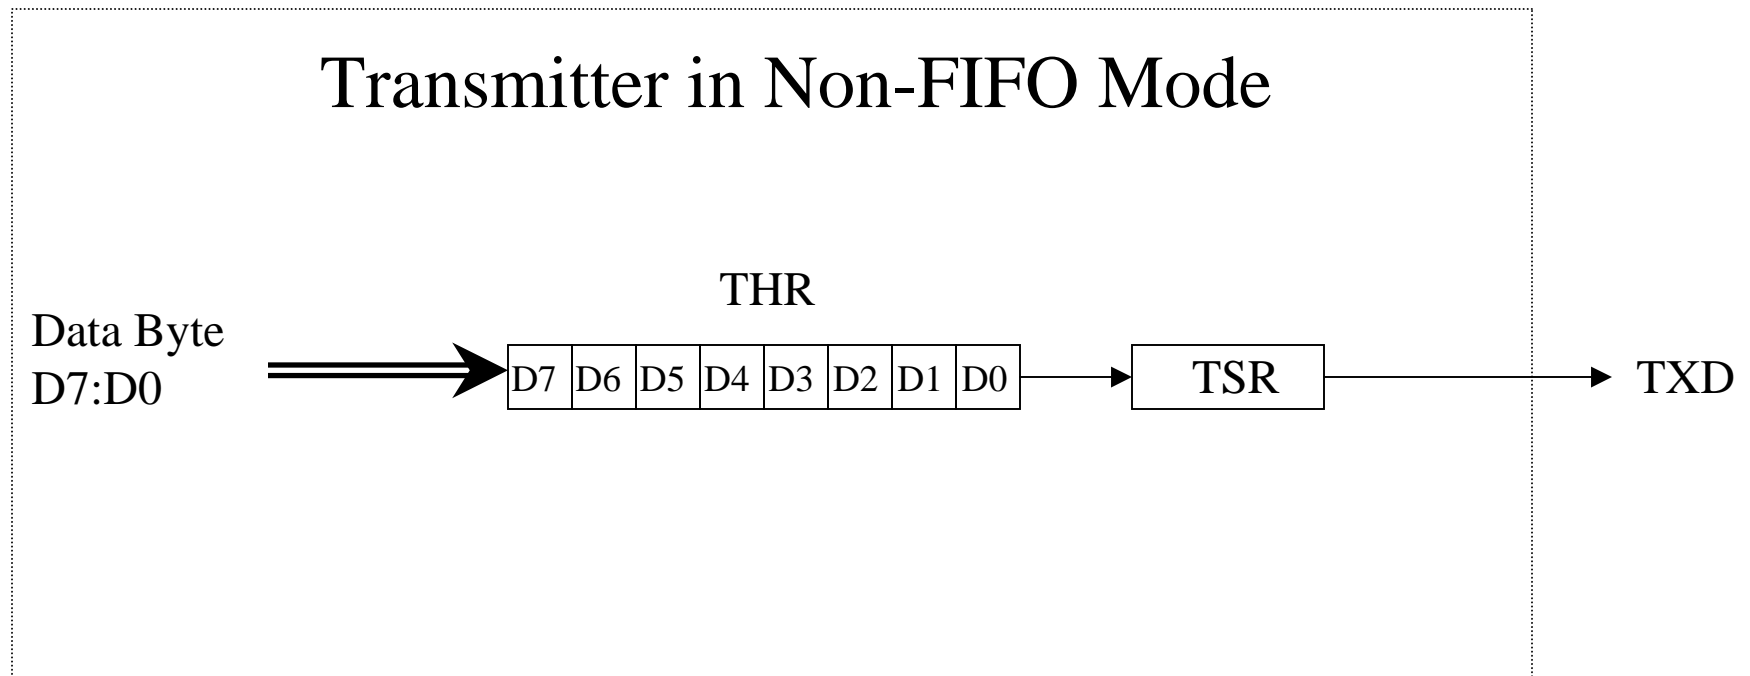 Transmitter in Non-FIFO Mode
THR
Data Byte
D7:D0
D7 D6 D5 D4 D3 D2 D1 D0
TSR
TXD